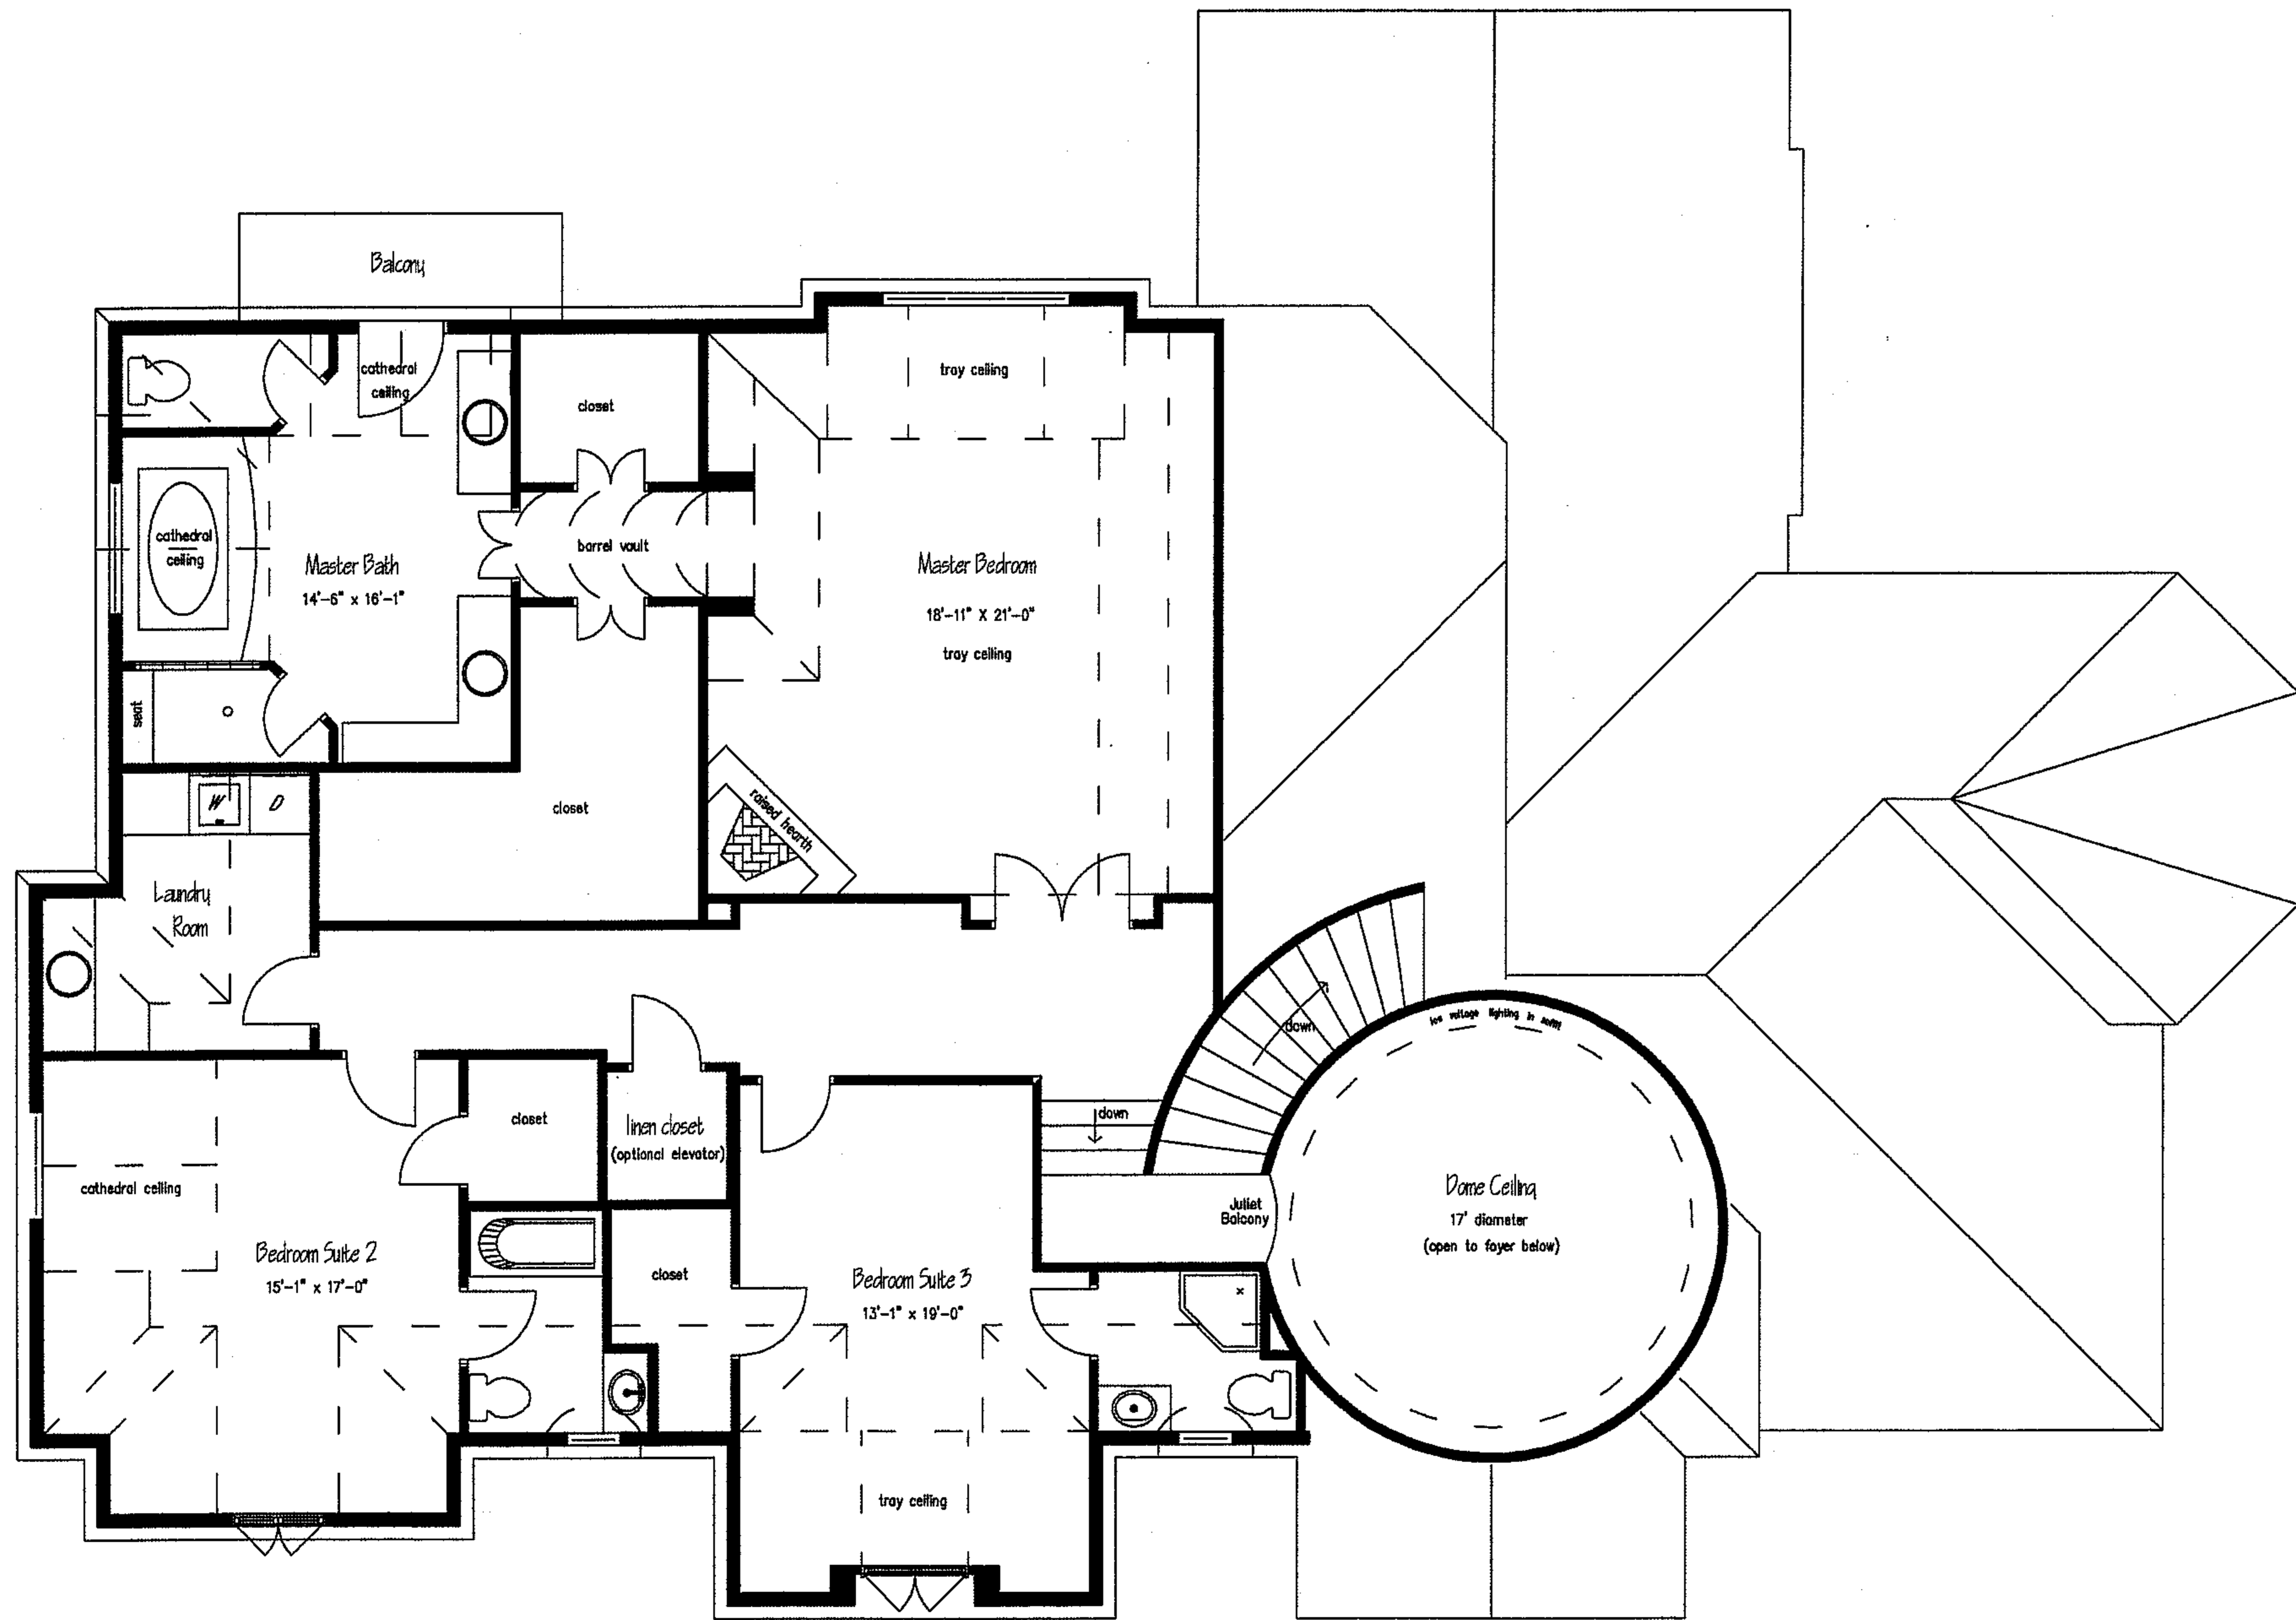 Balcony
cathedral
ceiling
closet
tray ceiling
cathedral
ceiling
Master Bath
14'-6" x 16'-1"
barrel vault
Master Bedroom
18'-11" X 21'-0"
tray ceiling
seat
W
D
closet
raised hearth
Laundry
Room
low voltage lighting in soffit
down
down
closet
linen closet
(optional elevator)
cathedral ceiling
Bedroom Suite 2
15'-1" x 17'-0"
closet
Bedroom Suite 3
13'-1" x 19'-0"
Juliet
Balcony
Dome Ceiling
17' diameter
(open to foyer below)
x
tray ceiling